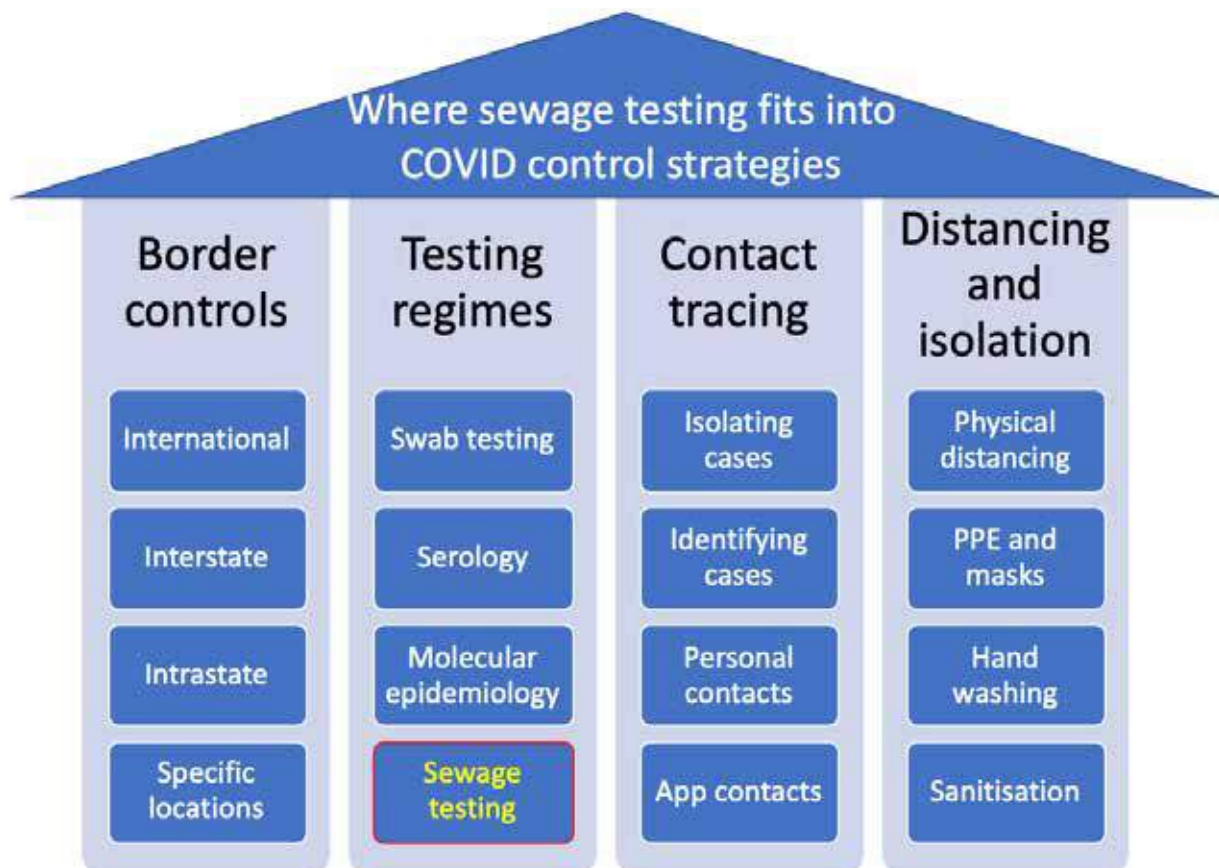 Where sewage testing fits into
COVID control strategies
Border
controls
International
Interstate
Intrastate
Specific
locations
Testing
regimes
Swab testing
Serology
Molecular
epidemiology
Sewage
testing
Contact
tracing
Isolating
cases
Identifying
cases
Personal
contacts
App contacts
Distancing
and
isolation
Physical
distancing
PPE and
masks
Hand
washing
Sanitisation